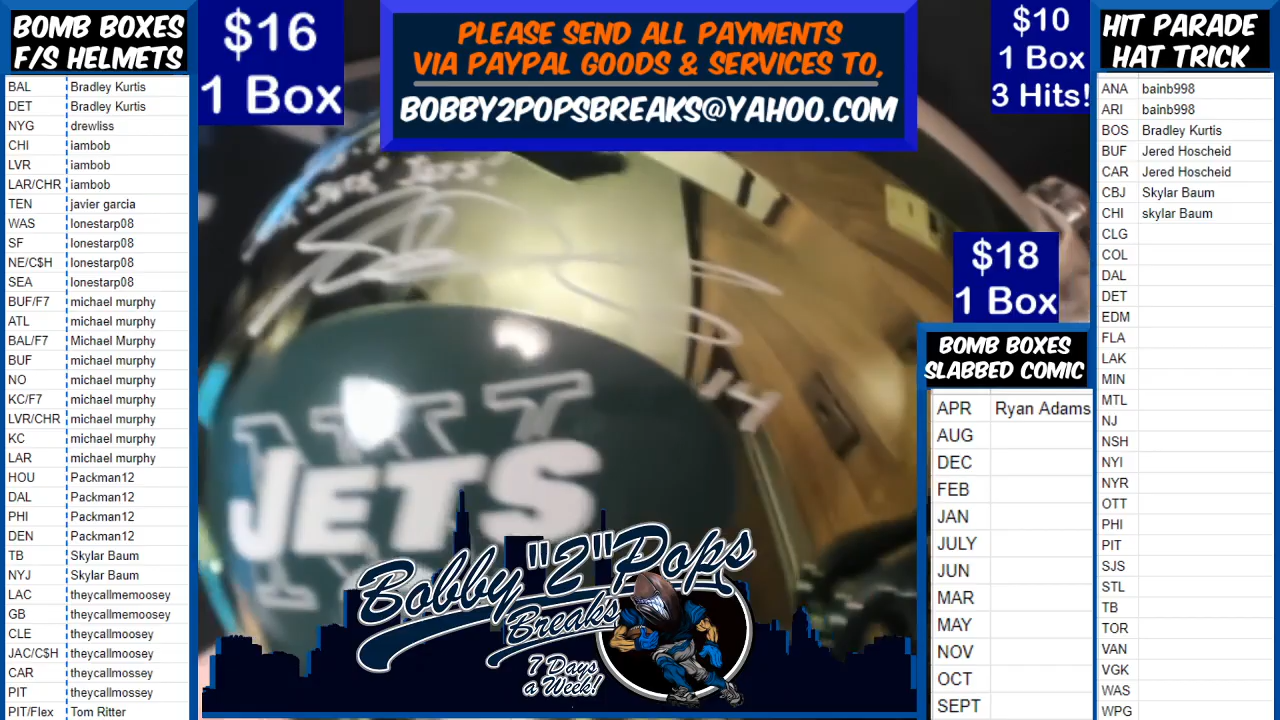 BOMB BOXES
F/S HELMETS
BAL Bradley Kurtis
DET Bradley Kurtis
NYG drewliss
CHI iambob
LVR iambob
LAR/CHR iambob
TEN javier garcia
WAS lonestarp08
SF lonestarp08
NE/C$H lonestarp08
SEA lonestarp08
BUF/F7 michael murphy
ATL michael murphy
BAL/F7 Michael Murphy
BUF michael murphy
NO michael murphy
KC/F7 michael murphy
LVR/CHR michael murphy
KC michael murphy
LAR michael murphy
HOU Packman12
DAL Packman12
PHI Packman12
DEN Packman12
TB Skylar Baum
NYJ Skylar Baum
LAC theycallmemoosey
GB theycallmemoosey
CLE theycallmoosey
JAC/C$H theycallmoosey
CAR theycallmossey
PIT theycallmossey
PIT/Flex Tom Ritter
$16
1 Box
PLEASE SEND ALL PAYMENTS
VIA PAYPAL GOODS & SERVICES TO,
BOBBY2POPSBREAKS@YAHOO.COM
14
JETS
Bobby "2" Pops
Breaks
7 Days
a Week!
$10
1 Box
3 Hits!
$18
1 Box
BOMB BOXES
SLABBED COMIC
APR Ryan Adams
AUG
DEC
FEB
JAN
JULY
JUN
MAR
MAY
NOV
OCT
SEPT
HIT PARADE
HAT TRICK
ANA bainb998
ARI bainb998
BOS Bradley Kurtis
BUF Jered Hoscheid
CAR Jered Hoscheid
CBJ Skylar Baum
CHI skylar Baum
CLG
COL
DAL
DET
EDM
FLA
LAK
MIN
MTL
NJ
NSH
NYI
NYR
OTT
PHI
PIT
SJS
STL
TB
TOR
VAN
VGK
WAS
WPG